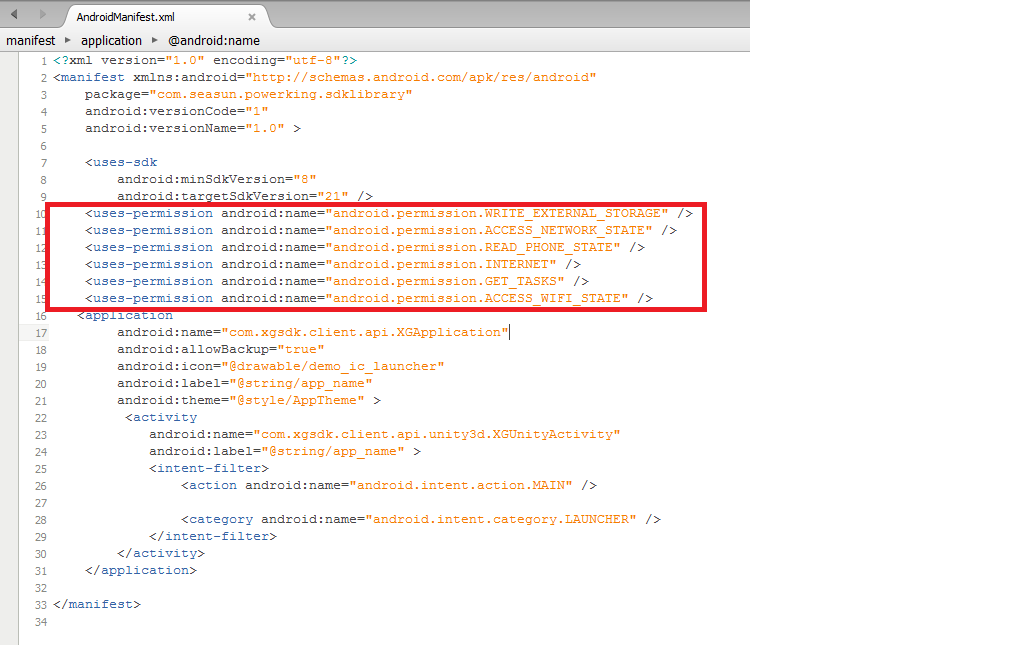 AndroidManifest.xml ×
manifest ▸ application ▸ @android:name
1 <?xml version="1.0" encoding="utf-8"?>
2 <manifest xmlns:android="http://schemas.android.com/apk/res/android"
3     package="com.seasun.powerking.sdklibrary"
4     android:versionCode="1"
5     android:versionName="1.0" >
6
7     <uses-sdk
8         android:minSdkVersion="8"
9         android:targetSdkVersion="21" />
10     <uses-permission android:name="android.permission.WRITE_EXTERNAL_STORAGE" />
11     <uses-permission android:name="android.permission.ACCESS_NETWORK_STATE" />
12     <uses-permission android:name="android.permission.READ_PHONE_STATE" />
13     <uses-permission android:name="android.permission.INTERNET" />
14     <uses-permission android:name="android.permission.GET_TASKS" />
15     <uses-permission android:name="android.permission.ACCESS_WIFI_STATE" />
16    <application
17         android:name="com.xgsdk.client.api.XGApplication"
18         android:allowBackup="true"
19         android:icon="@drawable/demo_ic_launcher"
20         android:label="@string/app_name"
21         android:theme="@style/AppTheme" >
22          <activity
23             android:name="com.xgsdk.client.api.unity3d.XGUnityActivity"
24             android:label="@string/app_name" >
25             <intent-filter>
26                 <action android:name="android.intent.action.MAIN" />
27
28                 <category android:name="android.intent.category.LAUNCHER" />
29             </intent-filter>
30         </activity>
31     </application>
32
33 </manifest>
34